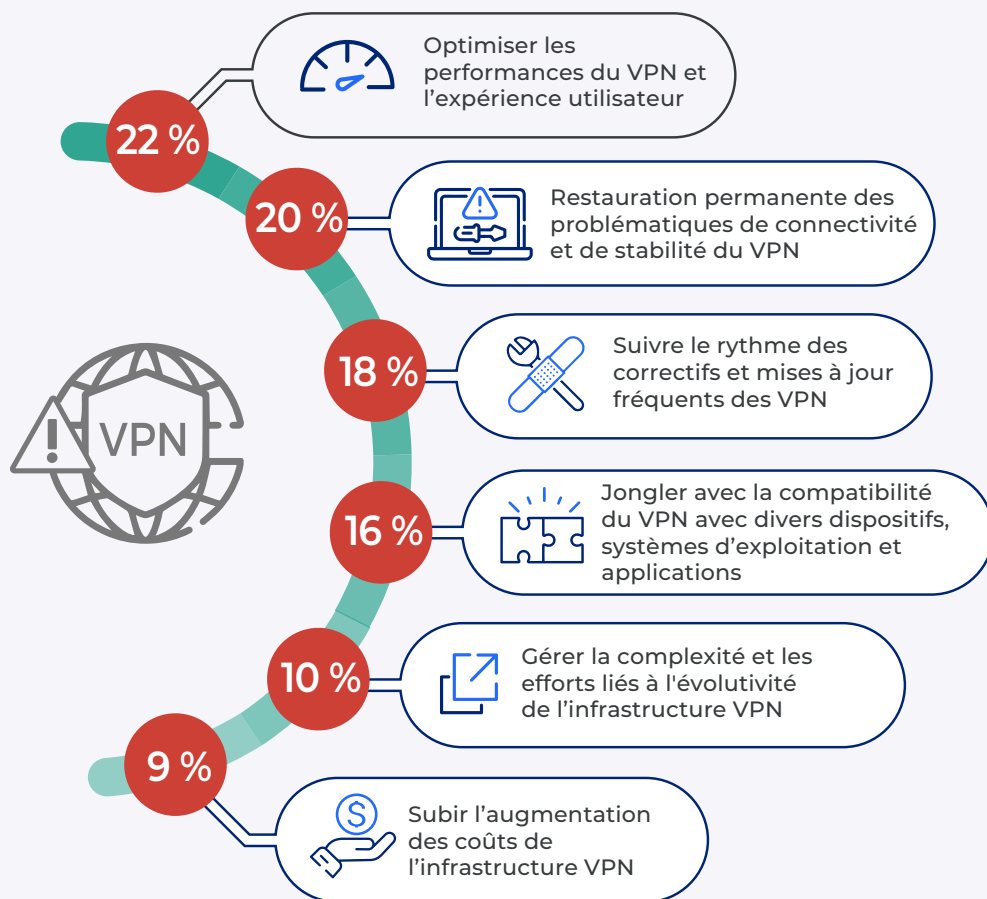 22 %
Optimiser les
performances du VPN et
l’expérience utilisateur
20 %
Restauration permanente des
problématiques de connectivité
et de stabilité du VPN
18 %
Suivre le rythme des
correctifs et mises à jour
fréquents des VPN
VPN
16 %
Jongler avec la compatibilité
du VPN avec divers dispositifs,
systèmes d’exploitation et
applications
10 %
Gérer la complexité et les
efforts liés à l'évolutivité
de l’infrastructure VPN
9 %
Subir l’augmentation
des coûts de
l’infrastructure VPN